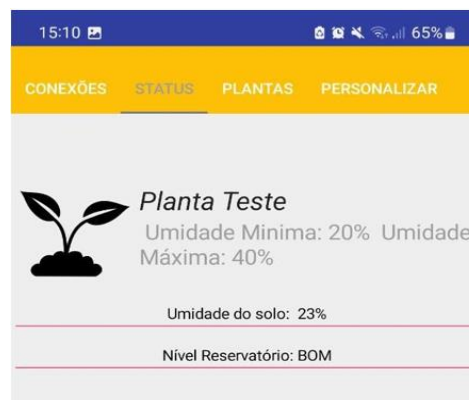 15:10 65%
CONEXÕES STATUS PLANTAS PERSONALIZAR
Planta Teste
Umidade Minima: 20% Umidade
Máxima: 40%
Umidade do solo: 23%
Nível Reservatório: BOM